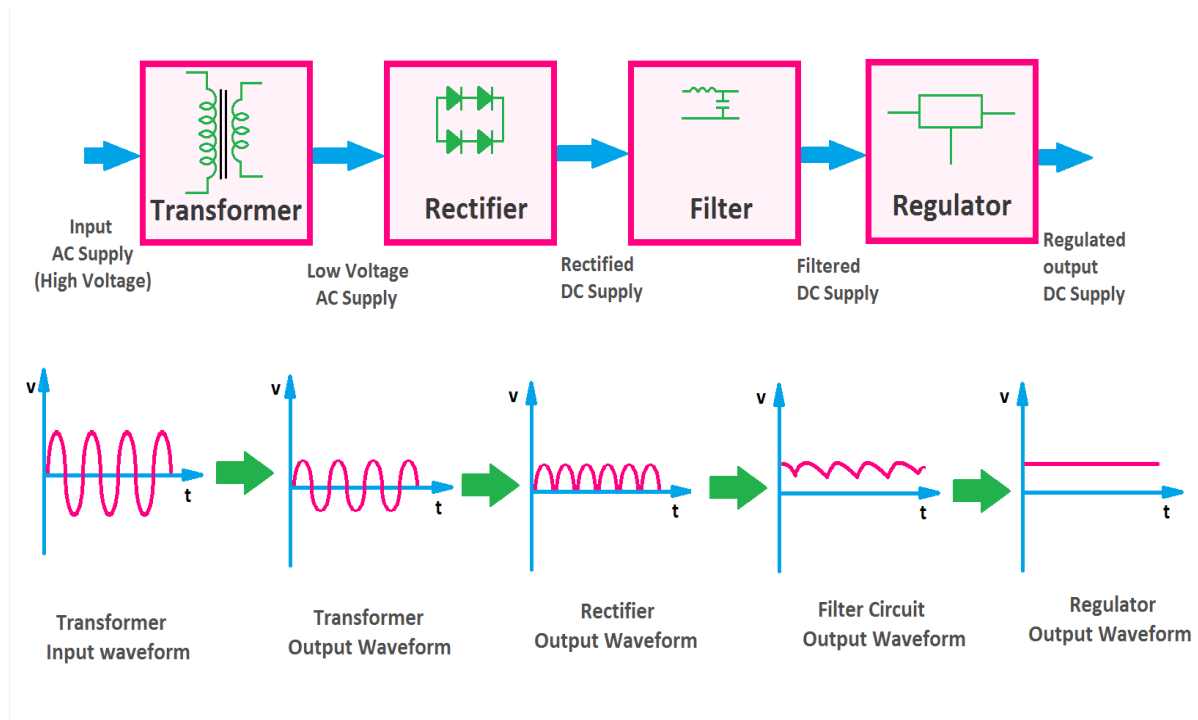 Transformer
Rectifier
Filter
Regulator
Input
AC Supply
(High Voltage)
Low Voltage
AC Supply
Rectified
DC Supply
Filtered
DC Supply
Regulated
output
DC Supply
v
t
v
t
v
t
v
t
v
t
Transformer
Input waveform
Transformer
Output Waveform
Rectifier
Output Waveform
Filter Circuit
Output Waveform
Regulator
Output Waveform